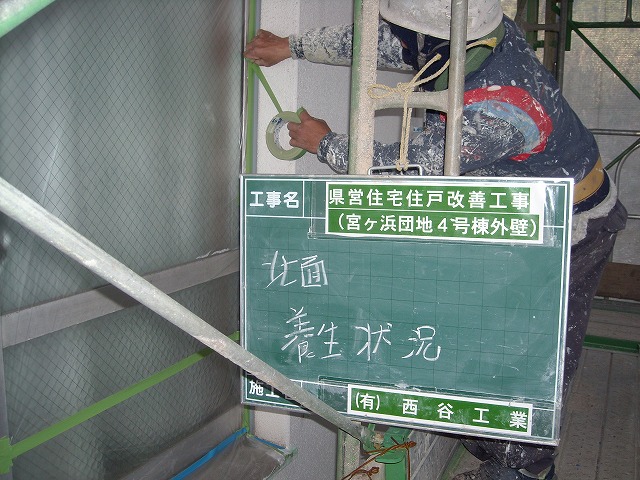 工事名
県営住宅住戸改善工事
(宮ヶ浜団地4号棟外壁)
北面
養生状況
施工
(有) 西谷工業